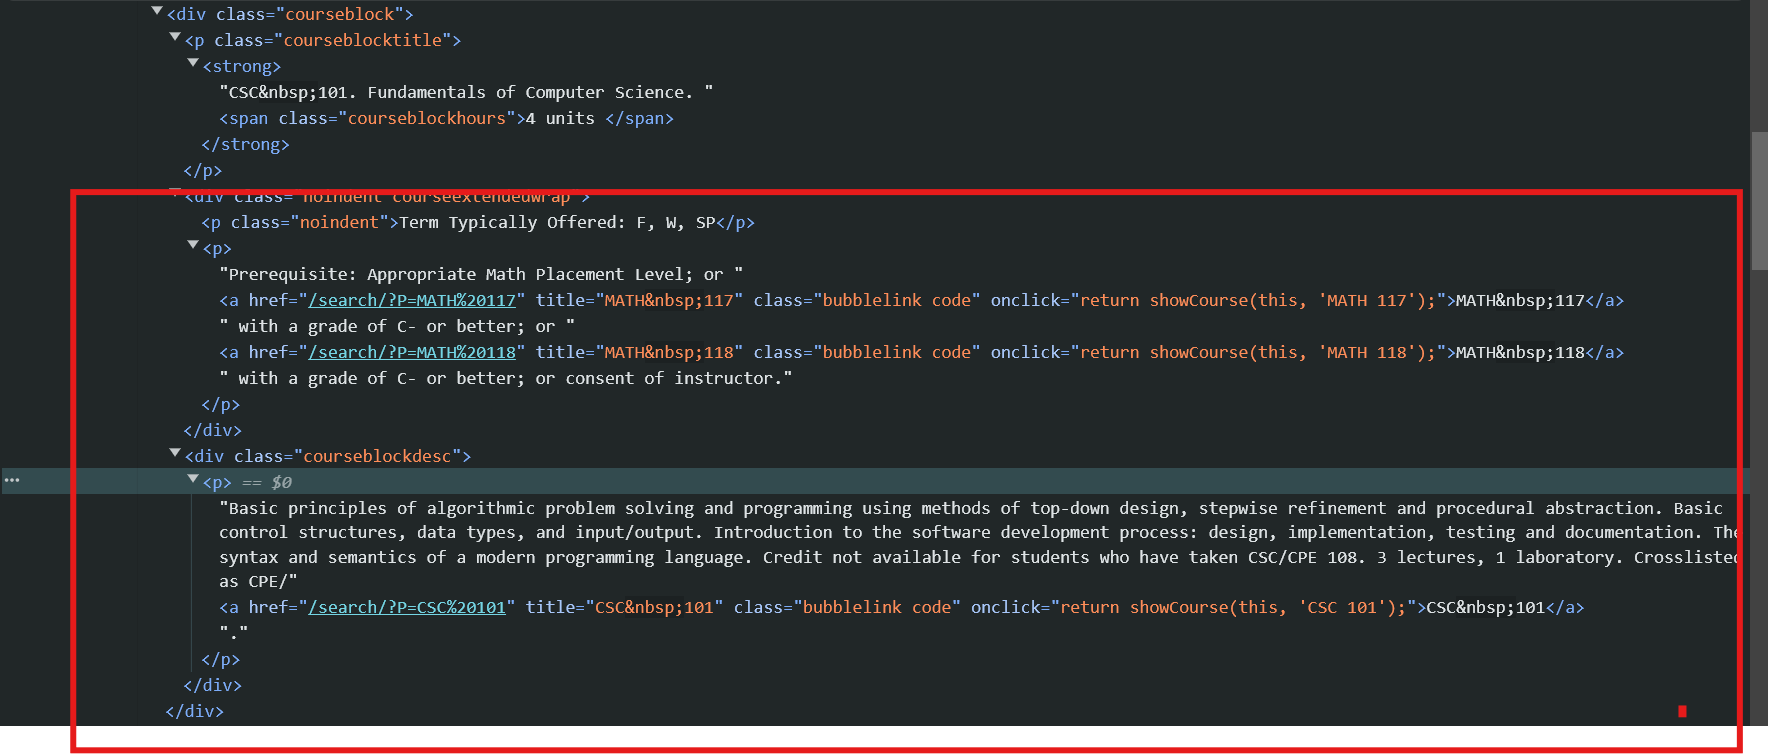 <div class="courseblock">
<p class="courseblocktitle">
<strong>
"CSC&nbsp;101. Fundamentals of Computer Science. "
<span class="courseblockhours">4 units </span>
</strong>
</p>
<div class="noindent courseextendedwrap">
<p class="noindent">Term Typically Offered: F, W, SP</p>
<p>
"Prerequisite: Appropriate Math Placement Level; or "
<a href="/search/?P=MATH%20117" title="MATH&nbsp;117" class="bubblelink code" onclick="return showCourse(this, 'MATH 117');">MATH&nbsp;117</a>
" with a grade of C- or better; or "
<a href="/search/?P=MATH%20118" title="MATH&nbsp;118" class="bubblelink code" onclick="return showCourse(this, 'MATH 118');">MATH&nbsp;118</a>
" with a grade of C- or better; or consent of instructor."
</p>
</div>
<div class="courseblockdesc">
... <p> == $0
"Basic principles of algorithmic problem solving and programming using methods of top-down design, stepwise refinement and procedural abstraction. Basic
control structures, data types, and input/output. Introduction to the software development process: design, implementation, testing and documentation. The
syntax and semantics of a modern programming language. Credit not available for students who have taken CSC/CPE 108. 3 lectures, 1 laboratory. Crosslisted
as CPE/"
<a href="/search/?P=CSC%20101" title="CSC&nbsp;101" class="bubblelink code" onclick="return showCourse(this, 'CSC 101');">CSC&nbsp;101</a>
"."
</p>
</div>
</div>